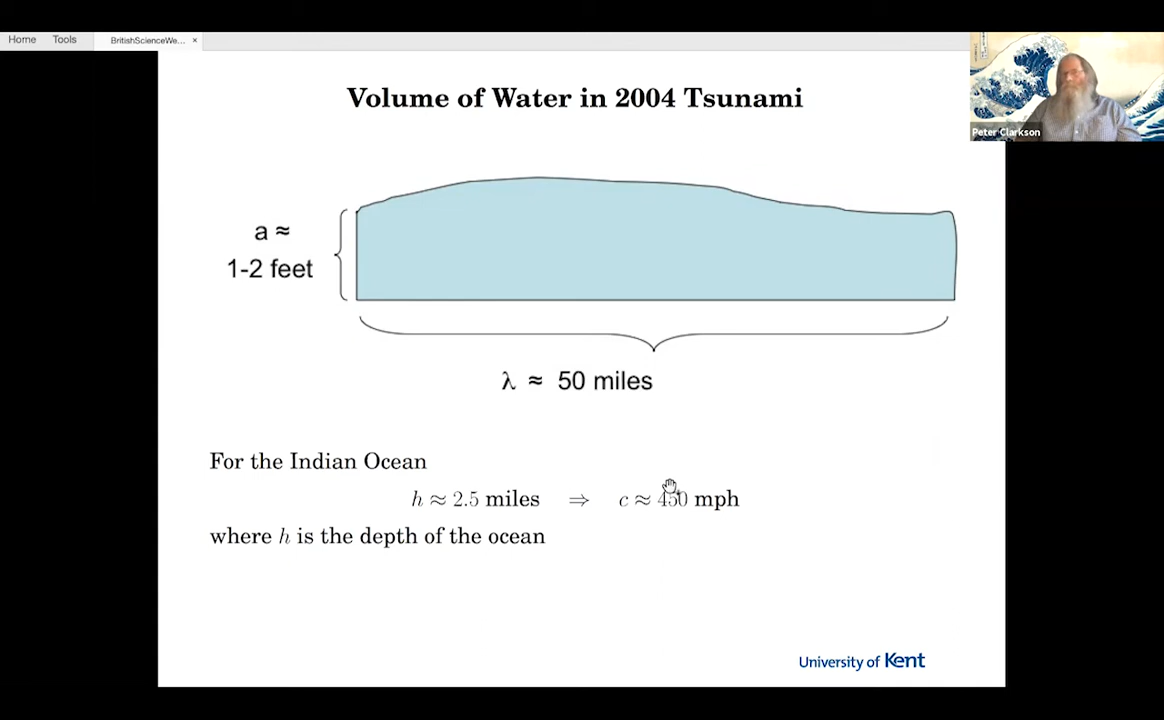 Home Tools BritishScienceWe... ×
Volume of Water in 2004 Tsunami
Peter Clarkson
a ≈
1-2 feet
λ ≈ 50 miles
For the Indian Ocean
h ≈ 2.5 miles ⇒ c ≈ 450 mph
where h is the depth of the ocean
University of Kent